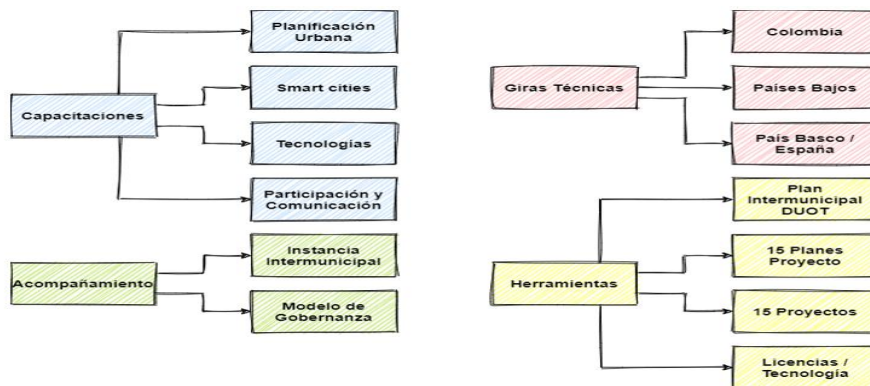 Capacitaciones
Planificación
Urbana
Smart cities
Tecnologías
Participación y
Comunicación
Acompañamiento
Instancia
Intermunicipal
Modelo de
Gobernanza
Giras Técnicas
Colombia
Países Bajos
País Basco /
España
Herramientas
Plan
Intermunicipal
DUOT
15 Planes
Proyecto
15 Proyectos
Licencias /
Tecnología